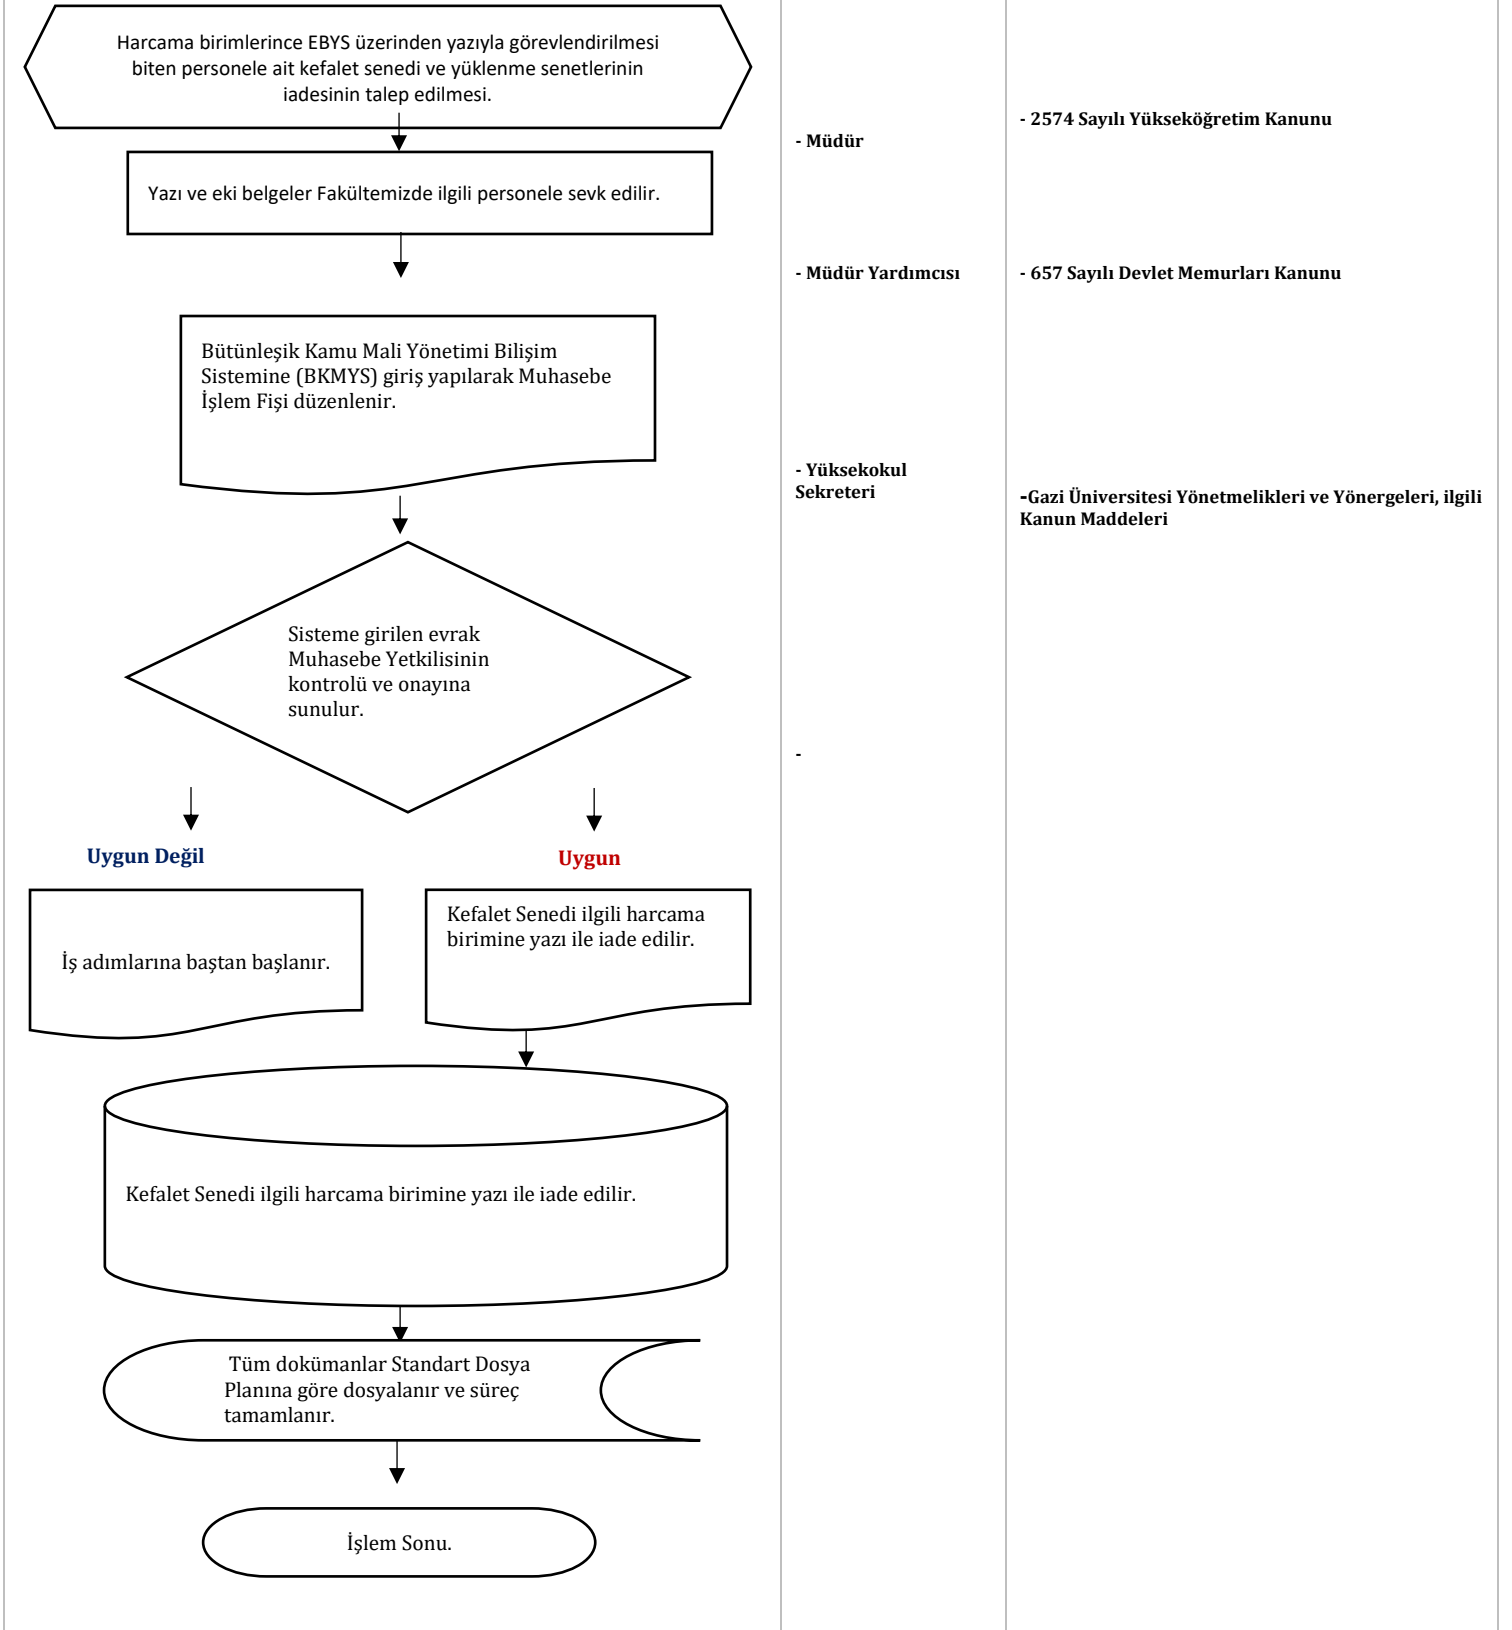 Harcama birimlerince EBYS üzerinden yazıyla görevlendirilmesi
biten personele ait kefalet senedi ve yüklenme senetlerinin
iadesinin talep edilmesi.
Yazı ve eki belgeler Fakültemizde ilgili personele sevk edilir.
Bütünleşik Kamu Mali Yönetimi Bilişim
Sistemine (BKMYS) giriş yapılarak Muhasebe
İşlem Fişi düzenlenir.
Sisteme girilen evrak
Muhasebe Yetkilisinin
kontrolü ve onayına
sunulur.
Uygun Değil
Uygun
İş adımlarına baştan başlanır.
Kefalet Senedi ilgili harcama
birimine yazı ile iade edilir.
Kefalet Senedi ilgili harcama birimine yazı ile iade edilir.
Tüm dokümanlar Standart Dosya
Planına göre dosyalanır ve süreç
tamamlanır.
İşlem Sonu.
- Müdür
- Müdür Yardımcısı
- Yüksekokul
Sekreteri
-
- 2574 Sayılı Yükseköğretim Kanunu
- 657 Sayılı Devlet Memurları Kanunu
-Gazi Üniversitesi Yönetmelikleri ve Yönergeleri, ilgili
Kanun Maddeleri